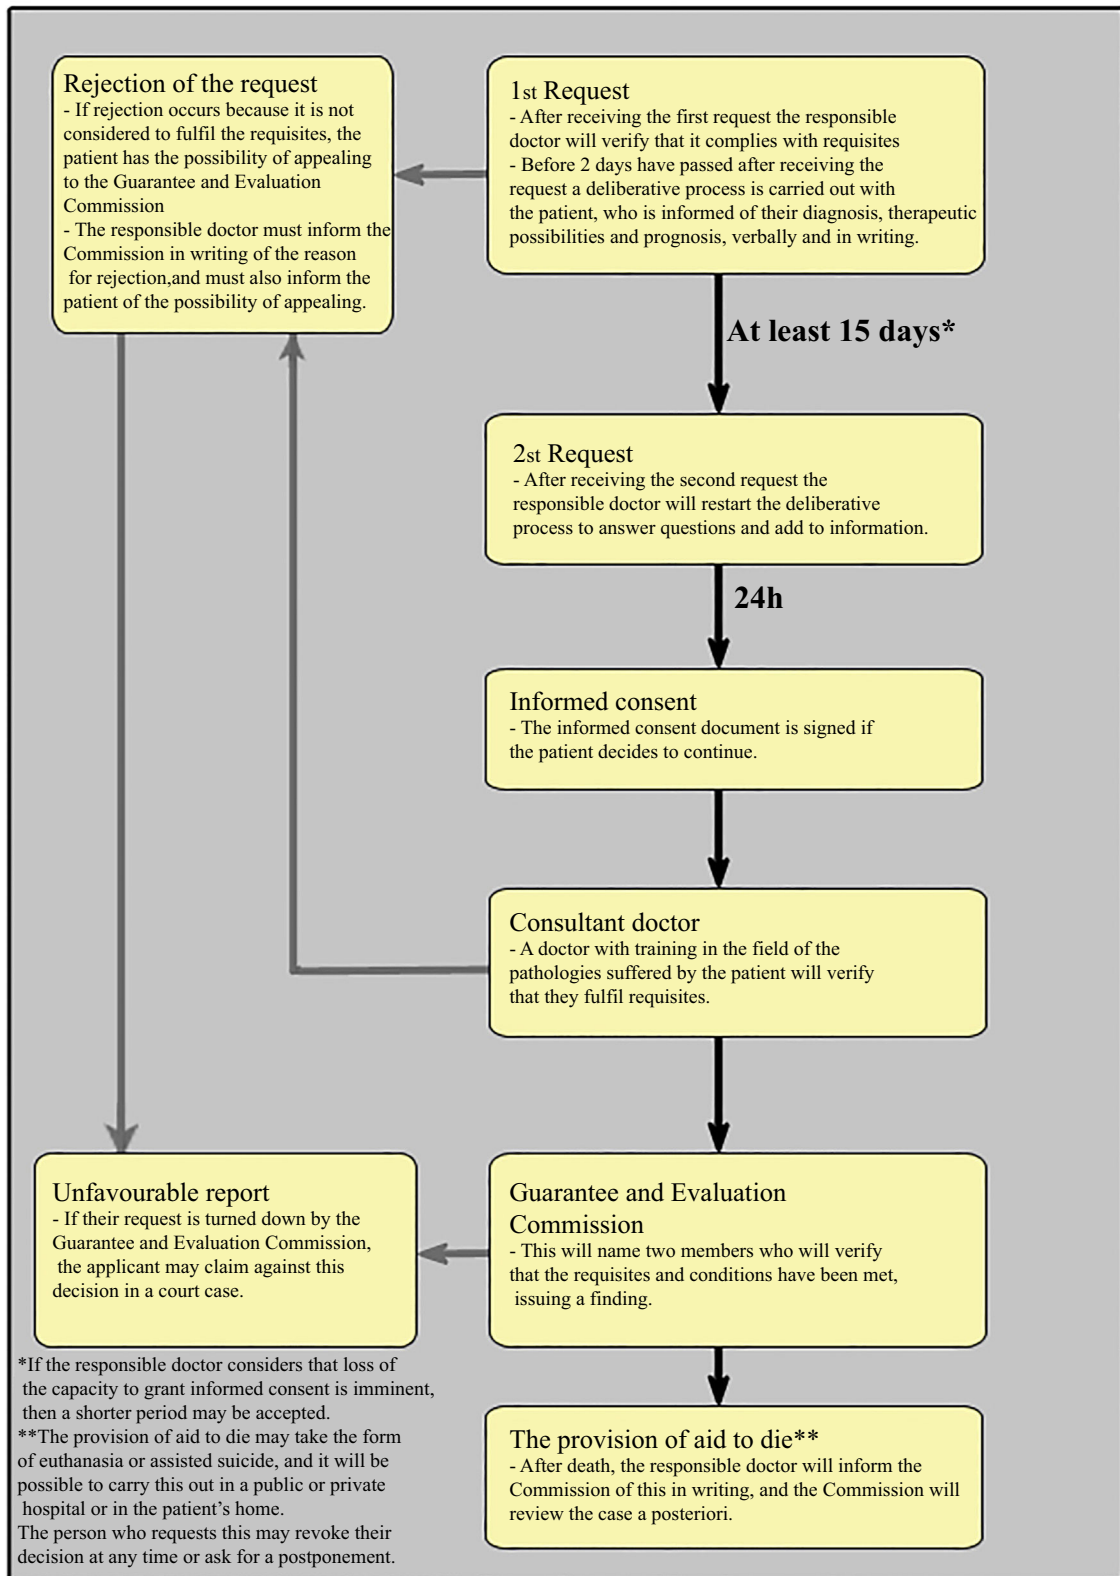 Rejection of the request
- If rejection occurs because it is not
considered to fulfil the requisites, the
patient has the possibility of appealing
to the Guarantee and Evaluation
Commission
- The responsible doctor must inform the
Commission in writing of the reason
for rejection,and must also inform the
patient of the possibility of appealing.
1st Request
- After receiving the first request the responsible
doctor will verify that it complies with requisites
- Before 2 days have passed after receiving the
request a deliberative process is carried out with
the patient, who is informed of their diagnosis, therapeutic
possibilities and prognosis, verbally and in writing.
At least 15 days*
2st Request
- After receiving the second request the
responsible doctor will restart the deliberative
process to answer questions and add to information.
24h
Informed consent
- The informed consent document is signed if
the patient decides to continue.
Consultant doctor
- A doctor with training in the field of the
pathologies suffered by the patient will verify
that they fulfil requisites.
Unfavourable report
- If their request is turned down by the
Guarantee and Evaluation Commission,
the applicant may claim against this
decision in a court case.
Guarantee and Evaluation
Commission
- This will name two members who will verify
that the requisites and conditions have been met,
issuing a finding.
The provision of aid to die**
- After death, the responsible doctor will inform the
Commission of this in writing, and the Commission will
review the case a posteriori.
*If the responsible doctor considers that loss of
the capacity to grant informed consent is imminent,
then a shorter period may be accepted.
**The provision of aid to die may take the form
of euthanasia or assisted suicide, and it will be
possible to carry this out in a public or private
hospital or in the patient's home.
The person who requests this may revoke their
decision at any time or ask for a postponement.